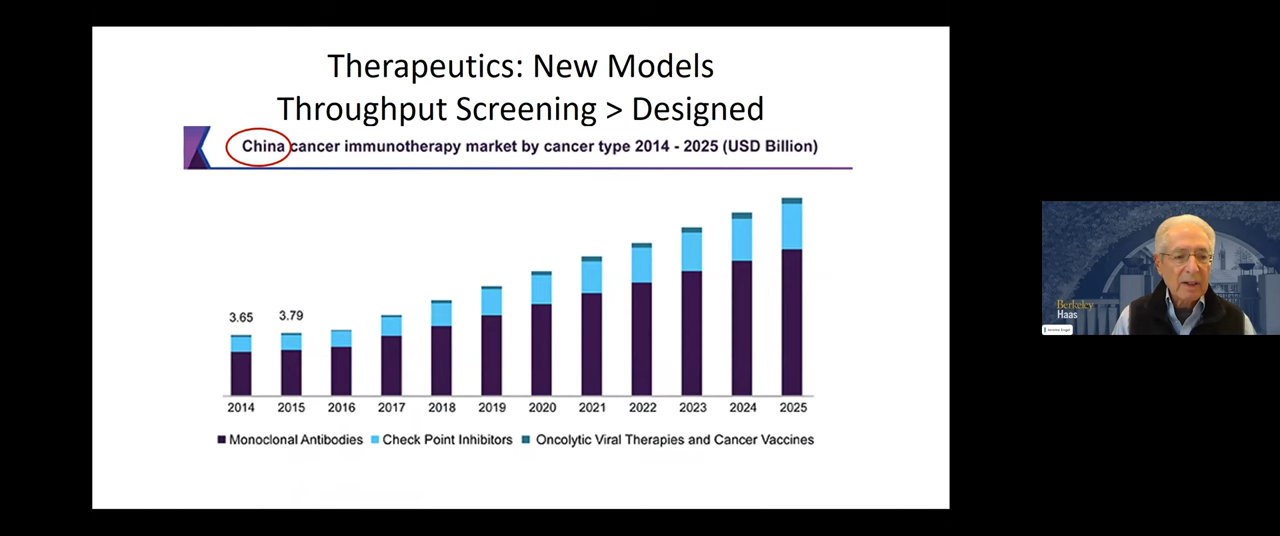 Therapeutics: New Models
Throughput Screening > Designed
China cancer immunotherapy market by cancer type 2014 - 2025 (USD Billion)
3.65
3.79
2014 2015 2016 2017 2018 2019 2020 2021 2022 2023 2024 2025
Monoclonal Antibodies Check Point Inhibitors Oncolytic Viral Therapies and Cancer Vaccines
Berkeley
Haas
Jerome Engel